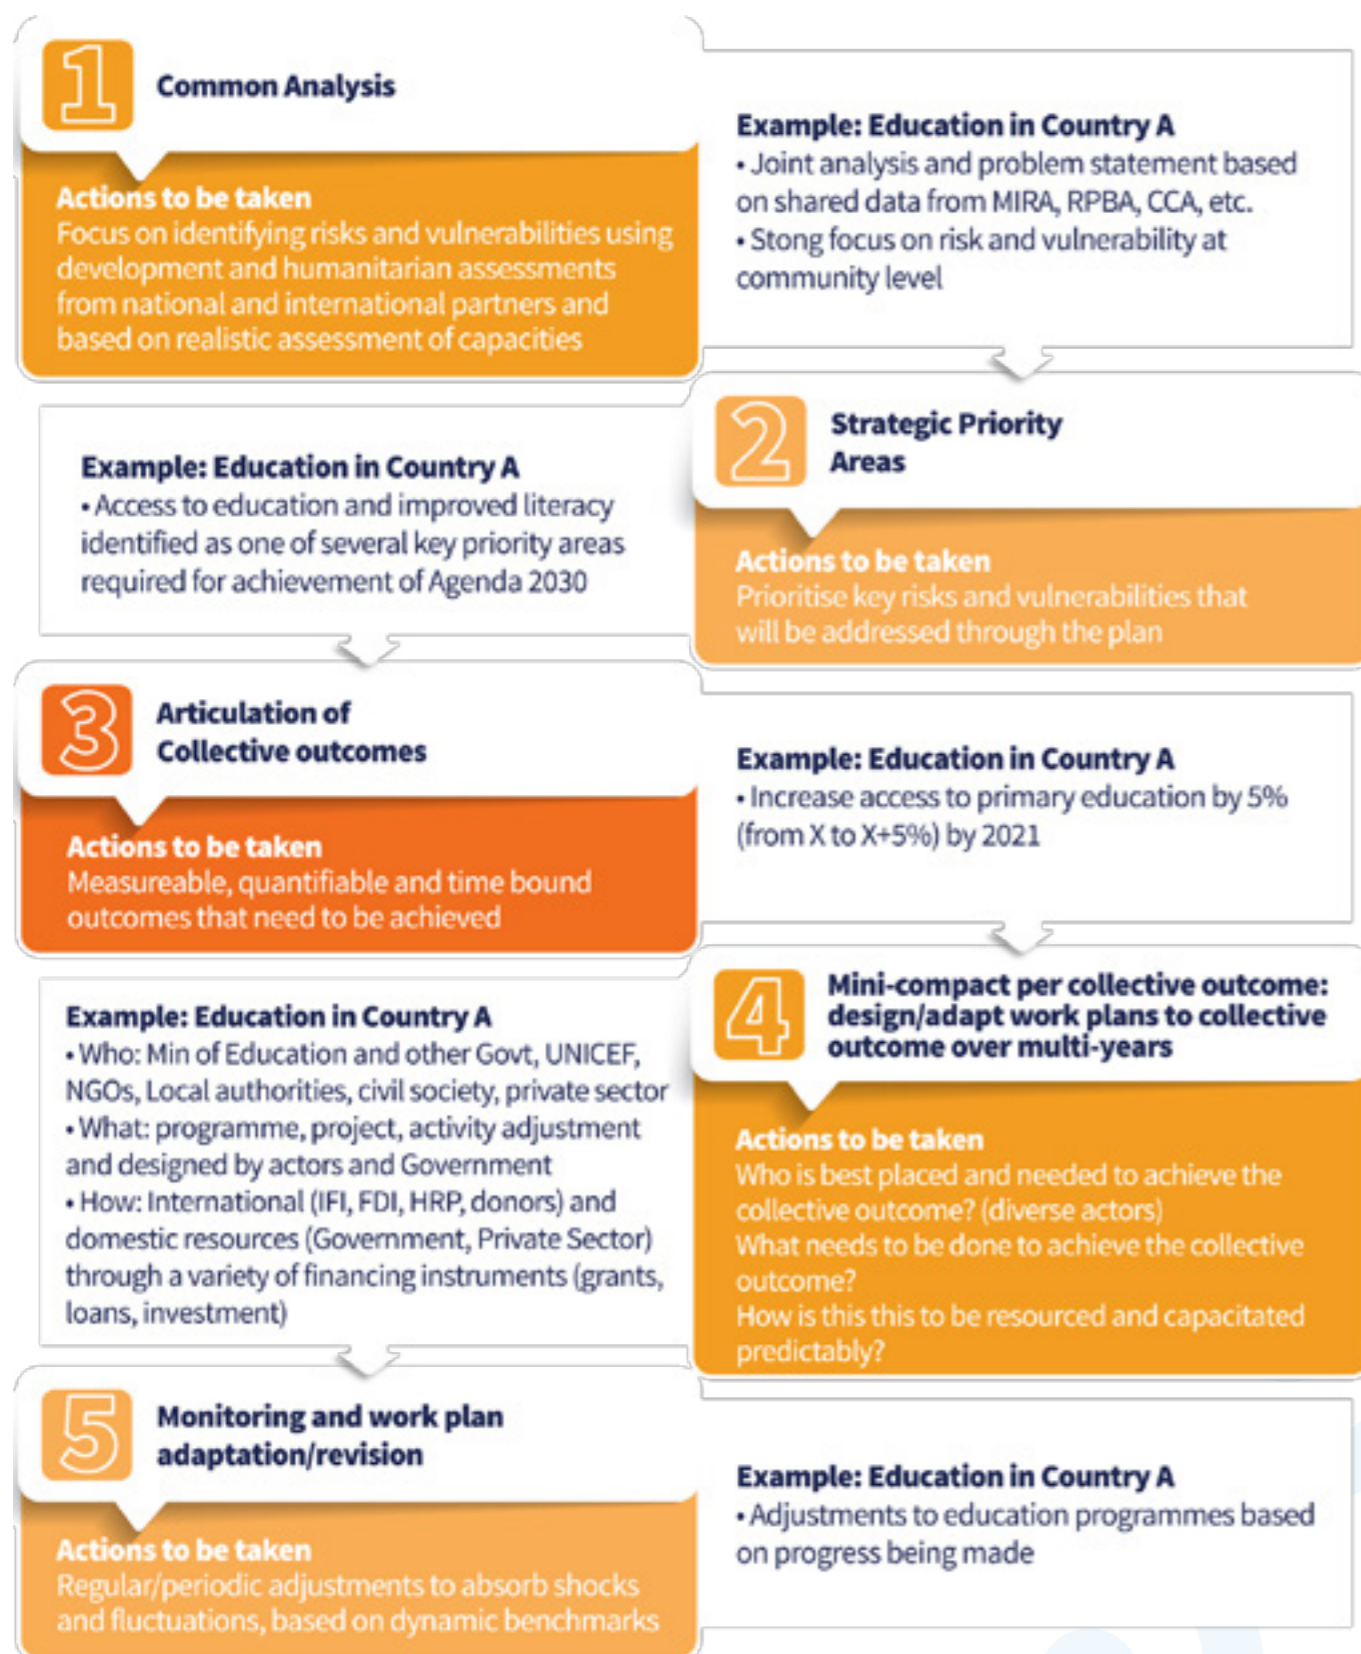 1
Common Analysis
Actions to be taken
Focus on identifying risks and vulnerabilities using
development and humanitarian assessments
from national and international partners and
based on realistic assessment of capacities
Example: Education in Country A
• Joint analysis and problem statement based
on shared data from MIRA, RPBA, CCA, etc.
• Stong focus on risk and vulnerability at
community level
2
Strategic Priority
Areas
Actions to be taken
Prioritise key risks and vulnerabilities that
will be addressed through the plan
Example: Education in Country A
• Access to education and improved literacy
identified as one of several key priority areas
required for achievement of Agenda 2030
3
Articulation of
Collective outcomes
Actions to be taken
Measureable, quantifiable and time bound
outcomes that need to be achieved
Example: Education in Country A
• Increase access to primary education by 5%
(from X to X+5%) by 2021
4
Mini-compact per collective outcome:
design/adapt work plans to collective
outcome over multi-years
Actions to be taken
Who is best placed and needed to achieve the
collective outcome? (diverse actors)
What needs to be done to achieve the collective
outcome?
How is this this to be resourced and capacitated
predictably?
Example: Education in Country A
• Who: Min of Education and other Govt, UNICEF,
NGOs, Local authorities, civil society, private sector
• What: programme, project, activity adjustment
and designed by actors and Government
• How: International (IFI, FDI, HRP, donors) and
domestic resources (Government, Private Sector)
through a variety of financing instruments (grants,
loans, investment)
5
Monitoring and work plan
adaptation/revision
Actions to be taken
Regular/periodic adjustments to absorb shocks
and fluctuations, based on dynamic benchmarks
Example: Education in Country A
• Adjustments to education programmes based
on progress being made